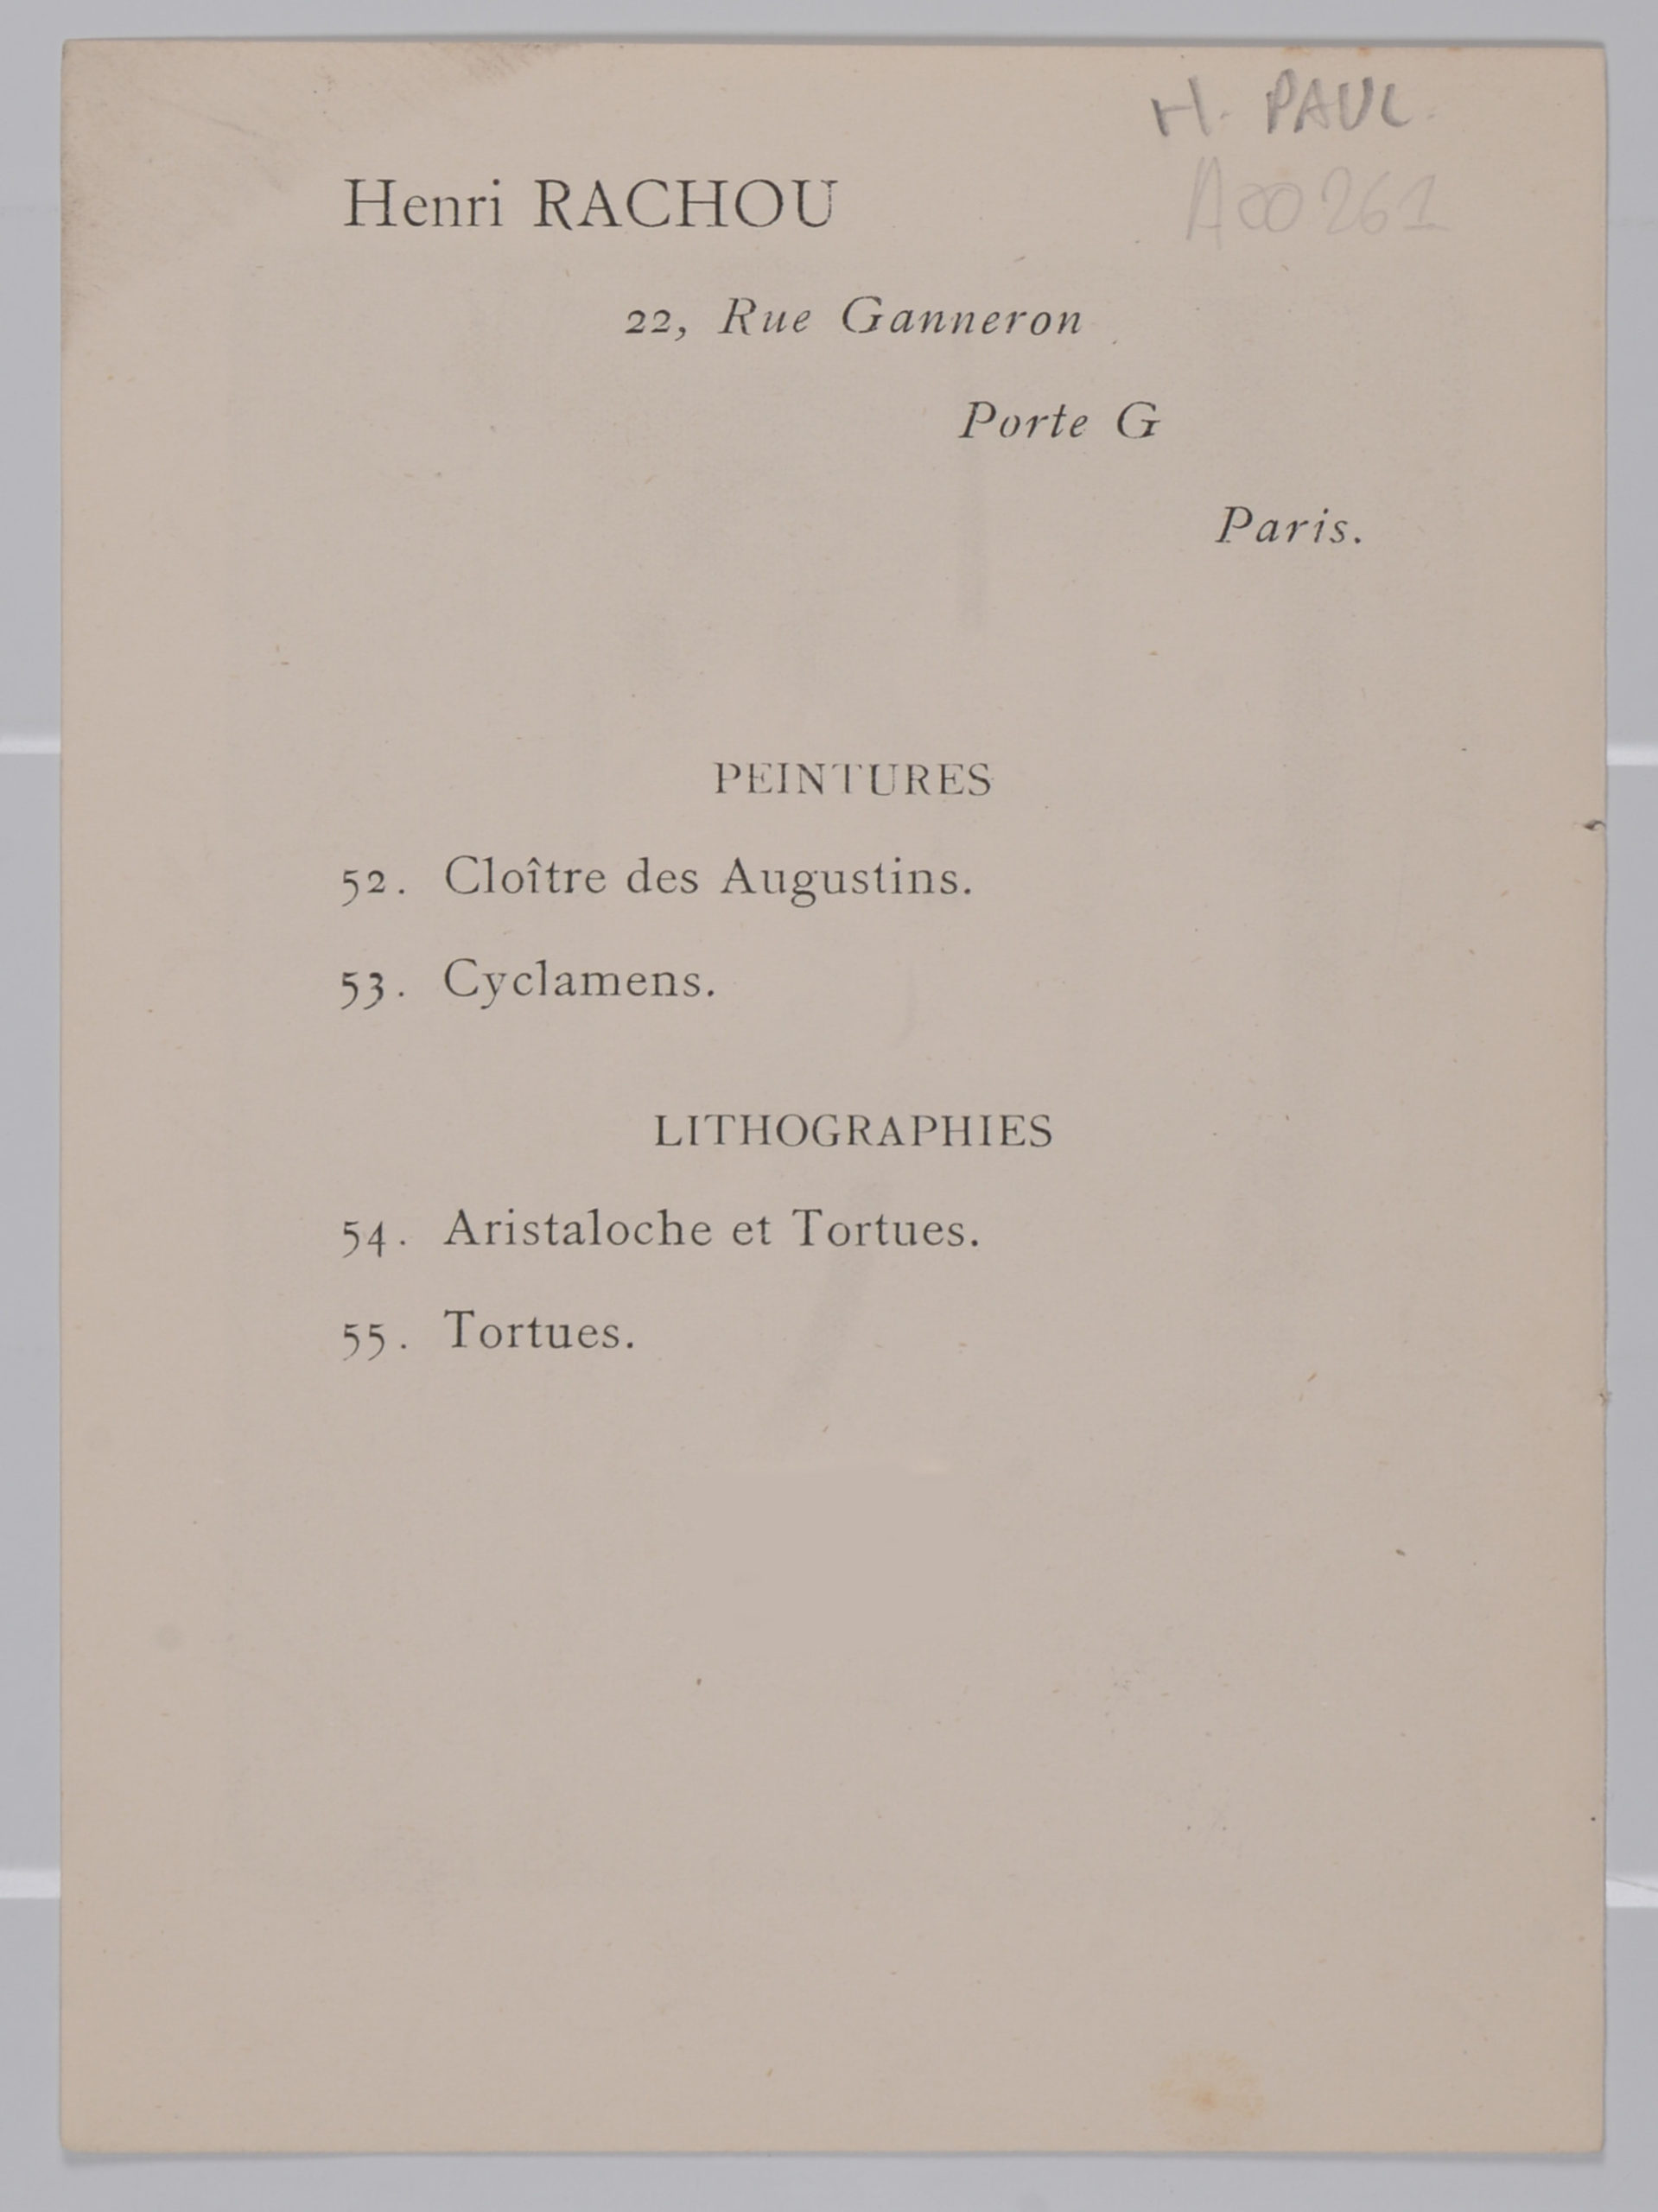 H. PAUL.
A00261
Henri RACHOU
22, Rue Ganneron
Porte G
Paris.
PEINTURES
52. Cloître des Augustins.
53. Cyclamens.
LITHOGRAPHIES
54. Aristaloche et Tortues.
55. Tortues.